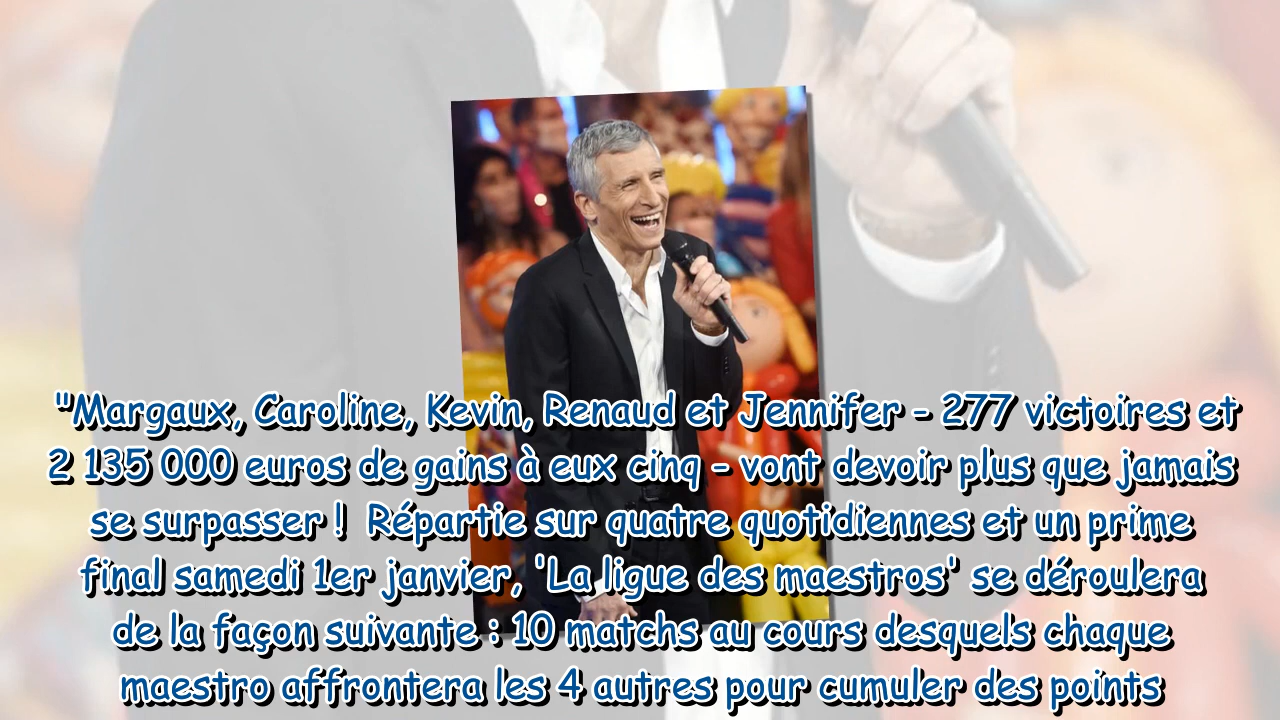 "Margaux, Caroline, Kevin, Renaud et Jennifer - 277 victoires et
2 135 000 euros de gains à eux cinq - vont devoir plus que jamais
se surpasser !  Répartie sur quatre quotidiennes et un prime
final samedi 1er janvier, 'La ligue des maestros' se déroulera
de la façon suivante : 10 matchs au cours desquels chaque
maestro affrontera les 4 autres pour cumuler des points